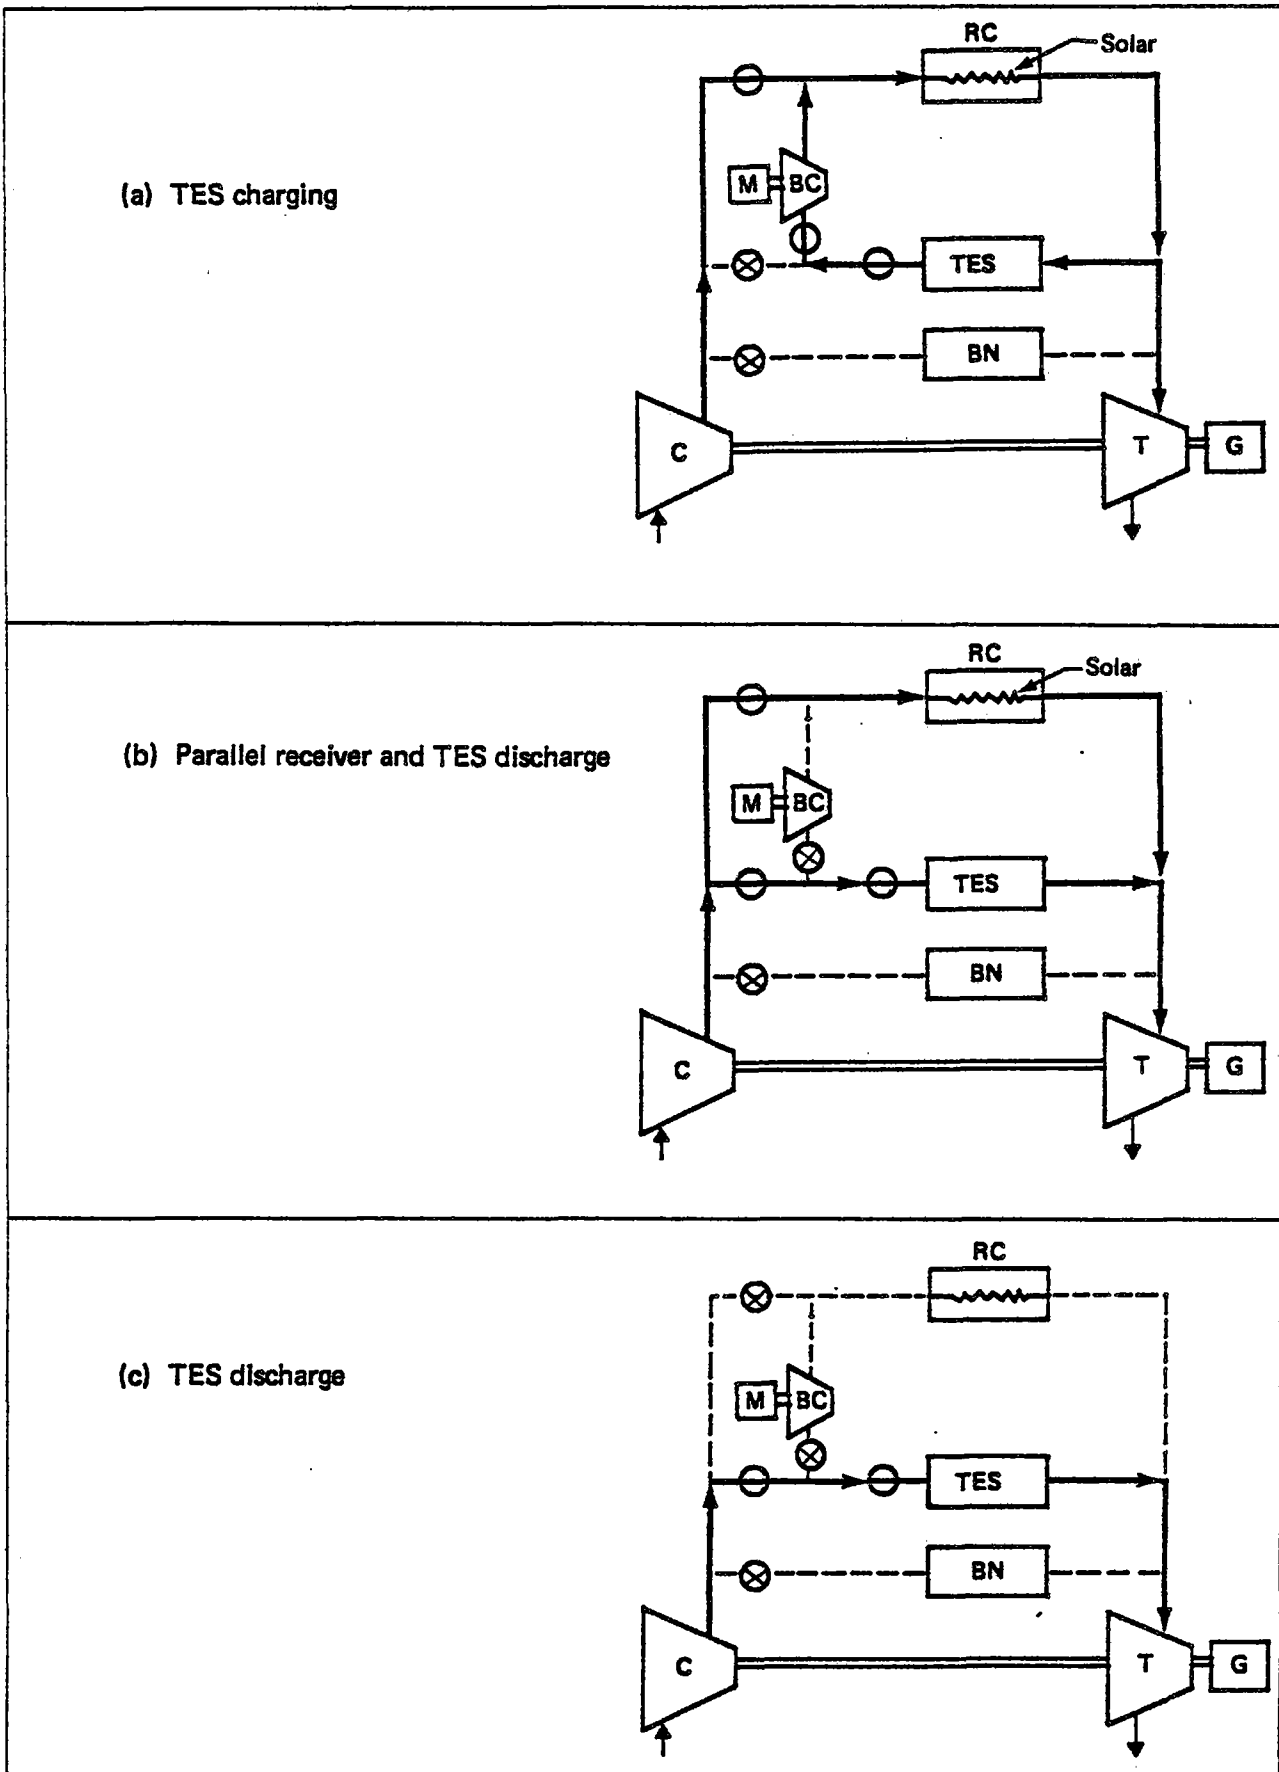 RC
Solar
(a) TES charging
M
BC
TES
BN
C
T
G
RC
Solar
(b) Parallel receiver and TES discharge
M
BC
TES
BN
C
T
G
RC
(c) TES discharge
M
BC
TES
BN
C
T
G